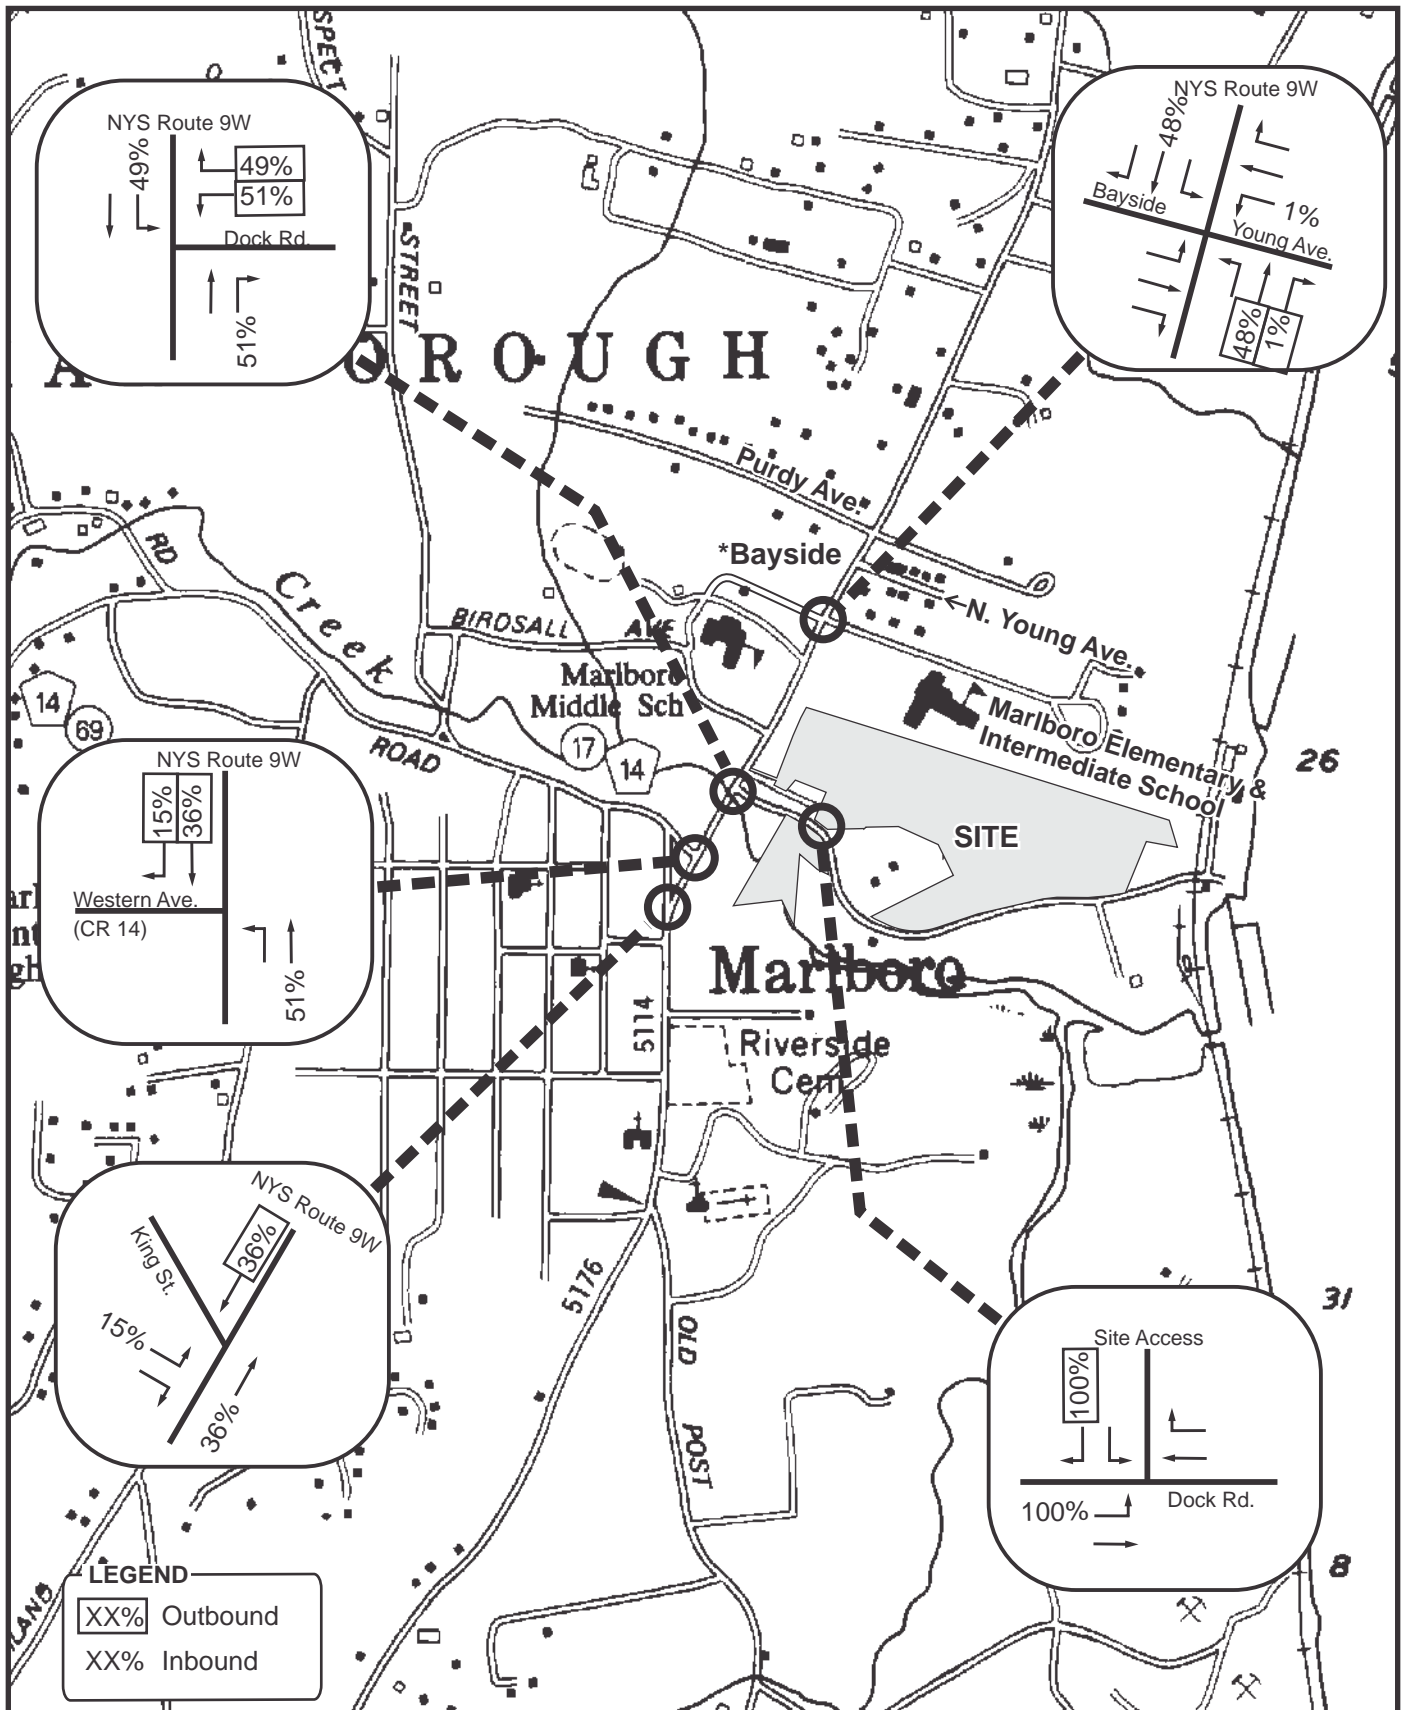 SPECT
STREET
NYS Route 9W
49%
49%
51%
Dock Rd.
51%
NYS Route 9W
48%
Bayside
1%
Young Ave.
48%
1%
A
OROUGH
Purdy Ave.
*Bayside
N. Young Ave.
RD
Creek
BIRDSALL AVE
Marlboro
Middle Sch
14
69
17
14
ROAD
Marlboro Elementary &
Intermediate School
26
SITE
NYS Route 9W
15%
36%
Western Ave.
(CR 14)
51%
Marlboro
5114
Riverside
Cem
NYS Route 9W
King St.
36%
15%
36%
5176
OLD
POST
31
Site Access
100%
100%
Dock Rd.
8
LEGEND
XX% Outbound
XX% Inbound